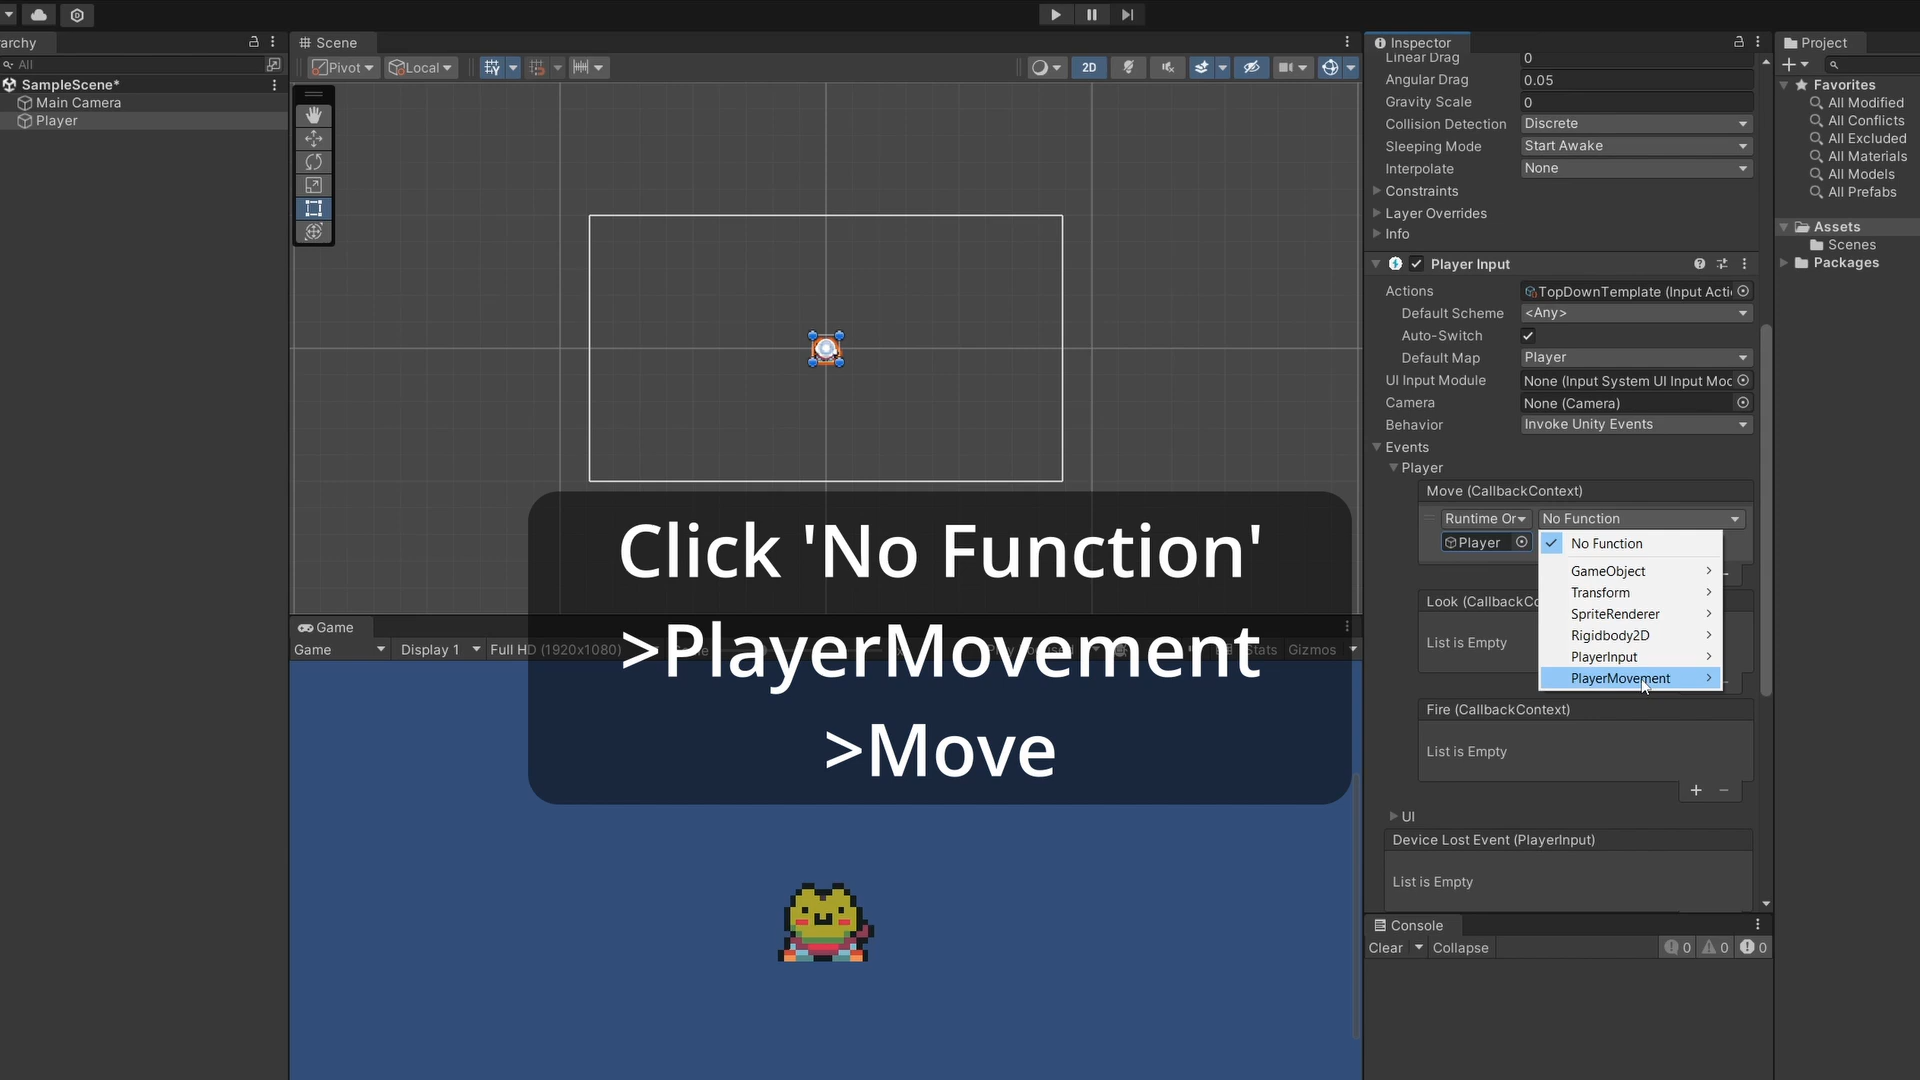 archy
All
SampleScene*
Main Camera
Player
Scene
Pivot
Local
2D
Click 'No Function'
>PlayerMovement
>Move
Game
Game
Display 1
Full HD (1920x1080)
Stats
Gizmos
Inspector
Linear Drag
0
Angular Drag
0.05
Gravity Scale
0
Collision Detection
Discrete
Sleeping Mode
Start Awake
Interpolate
None
Constraints
Layer Overrides
Info
Player Input
Actions
TopDownTemplate (Input Acti
Default Scheme
<Any>
Auto-Switch
Default Map
Player
UI Input Module
None (Input System UI Input Moc
Camera
None (Camera)
Behavior
Invoke Unity Events
Events
Player
Move (CallbackContext)
Runtime Or
No Function
Player
No Function
GameObject
Transform
SpriteRenderer
Rigidbody2D
PlayerInput
PlayerMovement
Look (CallbackCo
List is Empty
Fire (CallbackContext)
List is Empty
UI
Device Lost Event (PlayerInput)
List is Empty
Console
Clear
Collapse
0
0
0
Project
Favorites
All Modified
All Conflicts
All Excluded
All Materials
All Models
All Prefabs
Assets
Scenes
Packages